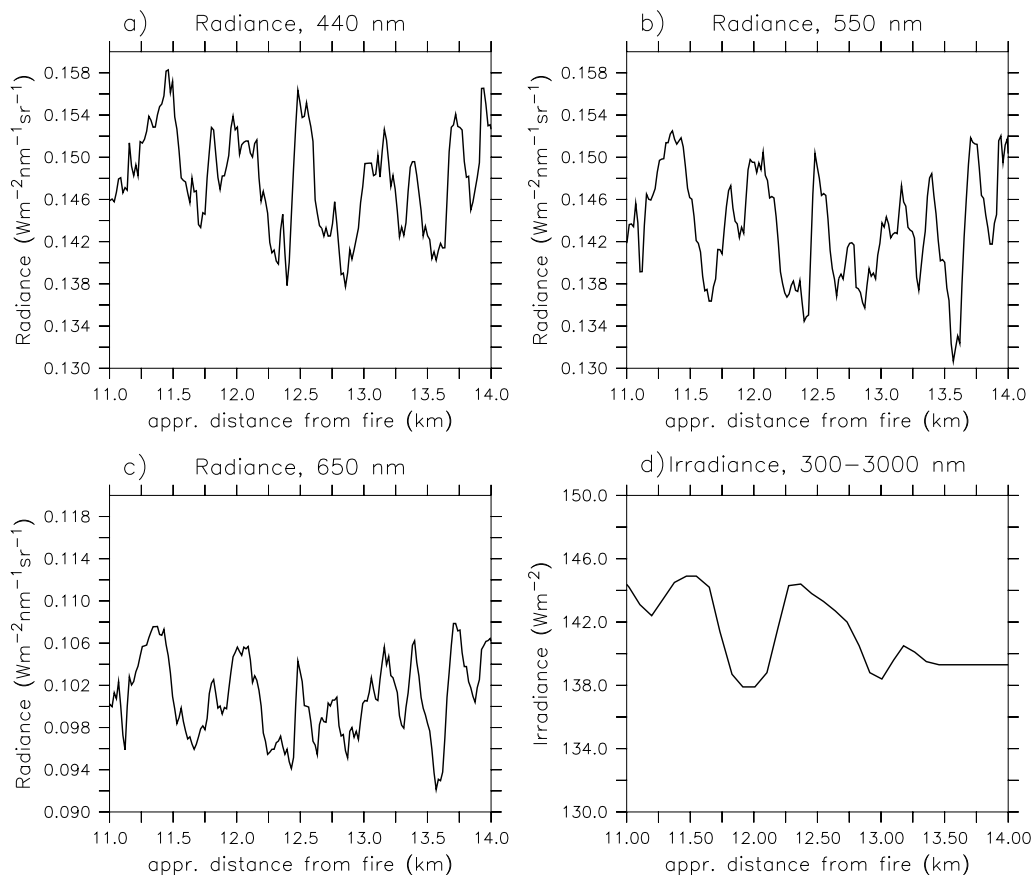 a) Radiance, 440 nm
Radiance (Wm−2nm−1sr−1)
0.158
0.154
0.150
0.146
0.142
0.138
0.134
0.130
11.0 11.5 12.0 12.5 13.0 13.5 14.0
appr. distance from fire (km)
b) Radiance, 550 nm
Radiance (Wm−2nm−1sr−1)
0.158
0.154
0.150
0.146
0.142
0.138
0.134
0.130
11.0 11.5 12.0 12.5 13.0 13.5 14.0
appr. distance from fire (km)
c) Radiance, 650 nm
Radiance (Wm−2nm−1sr−1)
0.118
0.114
0.110
0.106
0.102
0.098
0.094
0.090
11.0 11.5 12.0 12.5 13.0 13.5 14.0
appr. distance from fire (km)
d) Irradiance, 300−3000 nm
Irradiance (Wm−2)
150.0
146.0
142.0
138.0
134.0
130.0
11.00 11.50 12.00 12.50 13.00 13.50 14.00
appr. distance from fire (km)